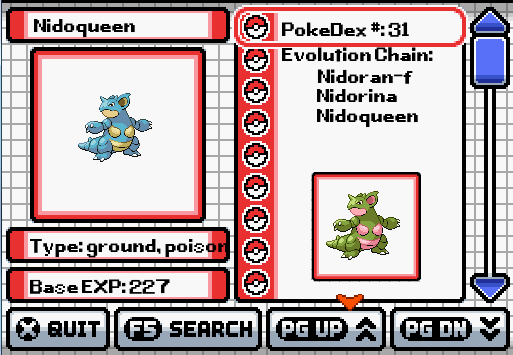 Nidoqueen
PokeDex #: 31
Evolution Chain:
Nidoran-f
Nidorina
Nidoqueen
Type: ground, poison
Base EXP: 227
X QUIT
F5 SEARCH
PG UP
PG DN